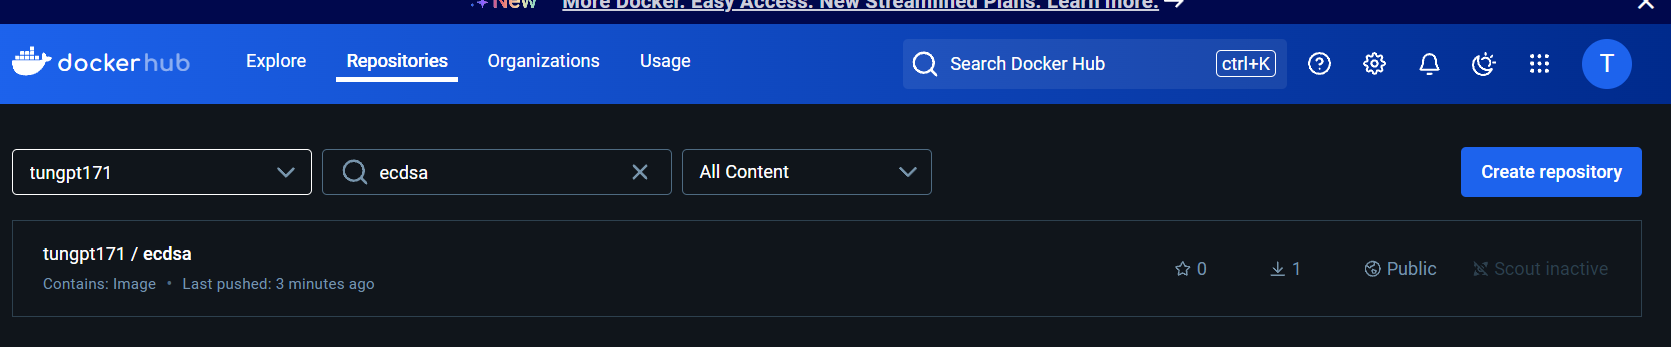 New More Docker. Easy Access. New Streamlined Plans. Learn more. →
docker hub Explore Repositories Organizations Usage Search Docker Hub ctrl+K T
tungpt171 ecdsa All Content Create repository
tungpt171 / ecdsa
Contains: Image • Last pushed: 3 minutes ago
0 1 Public Scout inactive